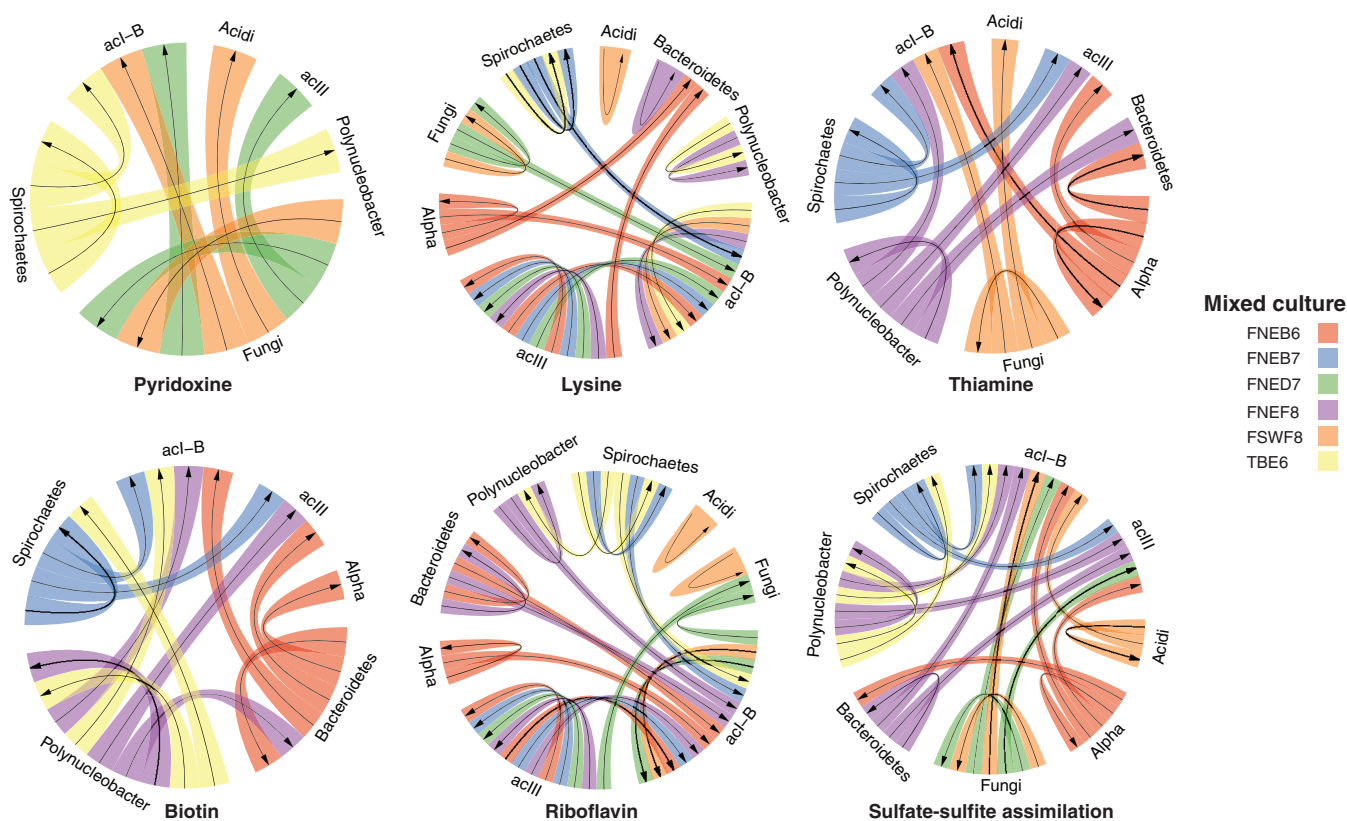 acI–B
Acidi
acIII
Polynucleobacter
Spirochaetes
Fungi
Pyridoxine
Spirochaetes
Acidi
Bacteroidetes
Polynucleobacter
Fungi
Alpha
acI–B
acIII
Lysine
acI–B
Acidi
acIII
Bacteroidetes
Spirochaetes
Alpha
Polynucleobacter
Fungi
Thiamine
Mixed culture
FNEB6
FNEB7
FNED7
FNEF8
FSWF8
TBE6
acI–B
acIII
Spirochaetes
Alpha
Bacteroidetes
Polynucleobacter
Biotin
Polynucleobacter
Spirochaetes
Acidi
Fungi
Bacteroidetes
Alpha
acI–B
acIII
Riboflavin
Spirochaetes
acI–B
acIII
Polynucleobacter
Acidi
Bacteroidetes
Alpha
Fungi
Sulfate-sulfite assimilation